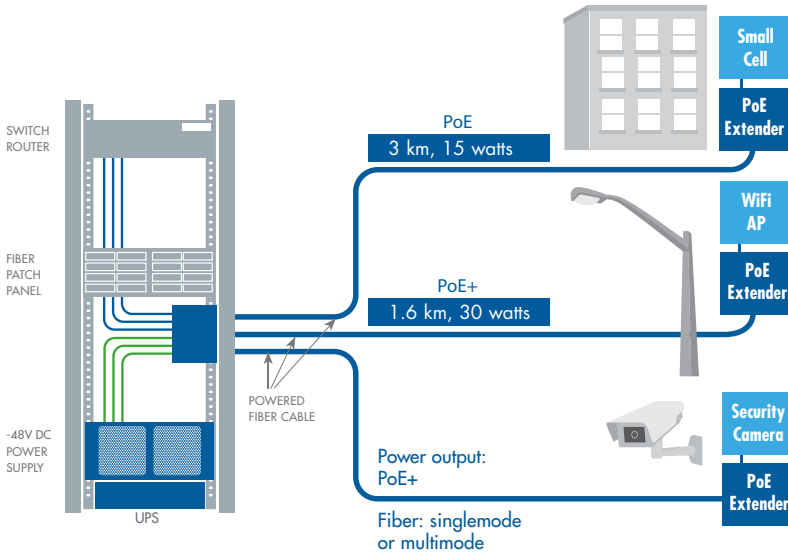 SWITCH
ROUTER
FIBER
PATCH
PANEL
-48V DC
POWER
SUPPLY
UPS
POWERED
FIBER CABLE
PoE
3 km, 15 watts
PoE+
1.6 km, 30 watts
Power output:
PoE+
Fiber: singlemode
or multimode
Small
Cell
PoE
Extender
WiFi
AP
PoE
Extender
Security
Camera
PoE
Extender